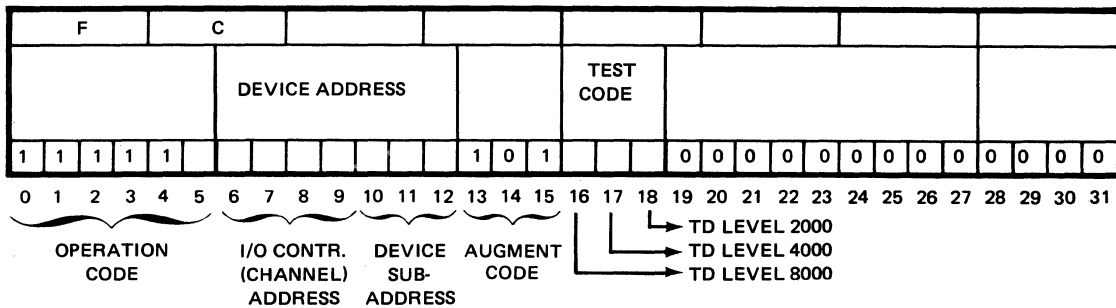 F C
DEVICE ADDRESS
TEST
CODE
1 1 1 1 1 1 0 1 0 0 0 0 0 0 0 0 0 0 0 0 0
0 1 2 3 4 5 6 7 8 9 10 11 12 13 14 15 16 17 18 19 20 21 22 23 24 25 26 27 28 29 30 31
TD LEVEL 2000
TD LEVEL 4000
TD LEVEL 8000
OPERATION
CODE
I/O CONTR.
(CHANNEL)
ADDRESS
DEVICE
SUB-
ADDRESS
AUGMENT
CODE